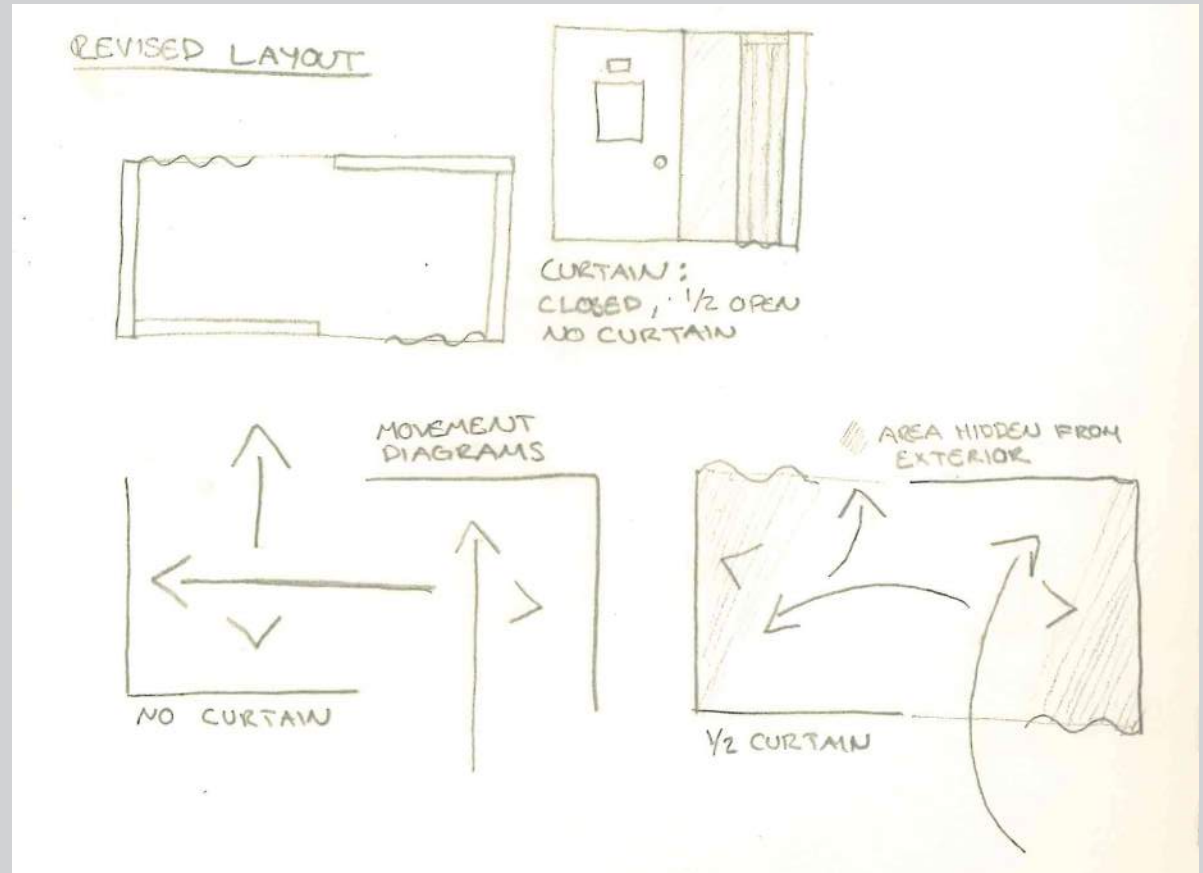 REVISED LAYOUT
CURTAIN:
CLOSED, 1/2 OPEN
NO CURTAIN
MOVEMENT
DIAGRAMS
AREA HIDDEN FROM
EXTERIOR
NO CURTAIN
1/2 CURTAIN